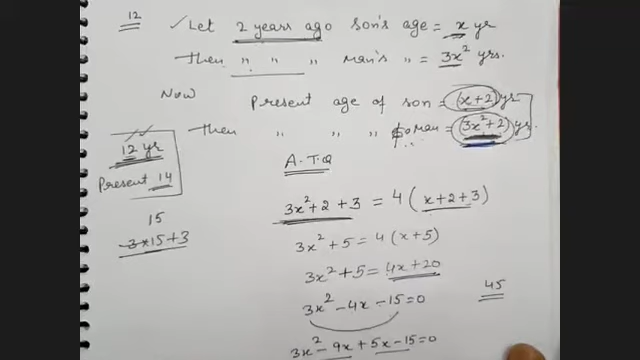 12 ✓Let 2 years ago son's age = x yr
then " " " man's " = 3x² yrs.
Now Present age of son = (x+2) yr
then " " " man = (3x²+2) yr.
12 yr
Present 14
15
3×15+3
A.T.Q
3x²+2+3 = 4(x+2+3)
3x²+5 = 4(x+5)
3x²+5 = 4x+20
3x²-4x-15=0
45
3x²-9x+5x-15=0